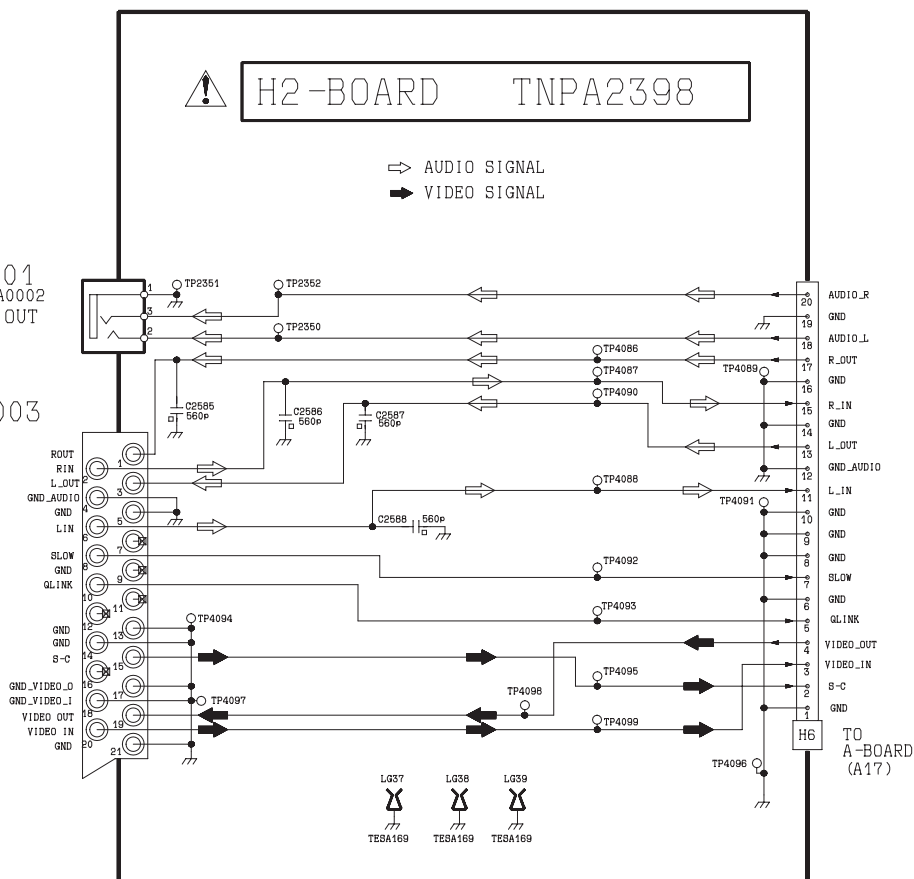 H2-BOARD TNPA2398
AUDIO SIGNAL
VIDEO SIGNAL
01
A0002
OUT
003
1
3
2
TP2351
TP2352
TP2350
TP4086
TP4087
TP4090
TP4089
C2585
560p
C2586
560p
C2587
560p
TP4088
C2588 560p
TP4091
TP4092
TP4093
TP4094
TP4095
TP4097
TP4098
TP4099
TP4096
20 AUDIO_R
19 GND
18 AUDIO_L
17 R_OUT
16 GND
15 R_IN
14 GND
13 L_OUT
12 GND_AUDIO
11 L_IN
10 GND
9 GND
8 GND
7 SLOW
6 GND
5 QLINK
4 VIDEO_OUT
3 VIDEO_IN
2 S-C
1 GND
H6
TO
A-BOARD
(A17)
ROUT 1
RIN 2
L_OUT 3
GND_AUDIO 4
GND 5
LIN 6
7
SLOW 8
GND 9
QLINK 10
11
12
GND 13
GND 14
S-C 15
16
GND_VIDEO_O 17
GND_VIDEO_I 18
VIDEO OUT 19
VIDEO IN 20
GND 21
LG37
TESA169
LG38
TESA169
LG39
TESA169